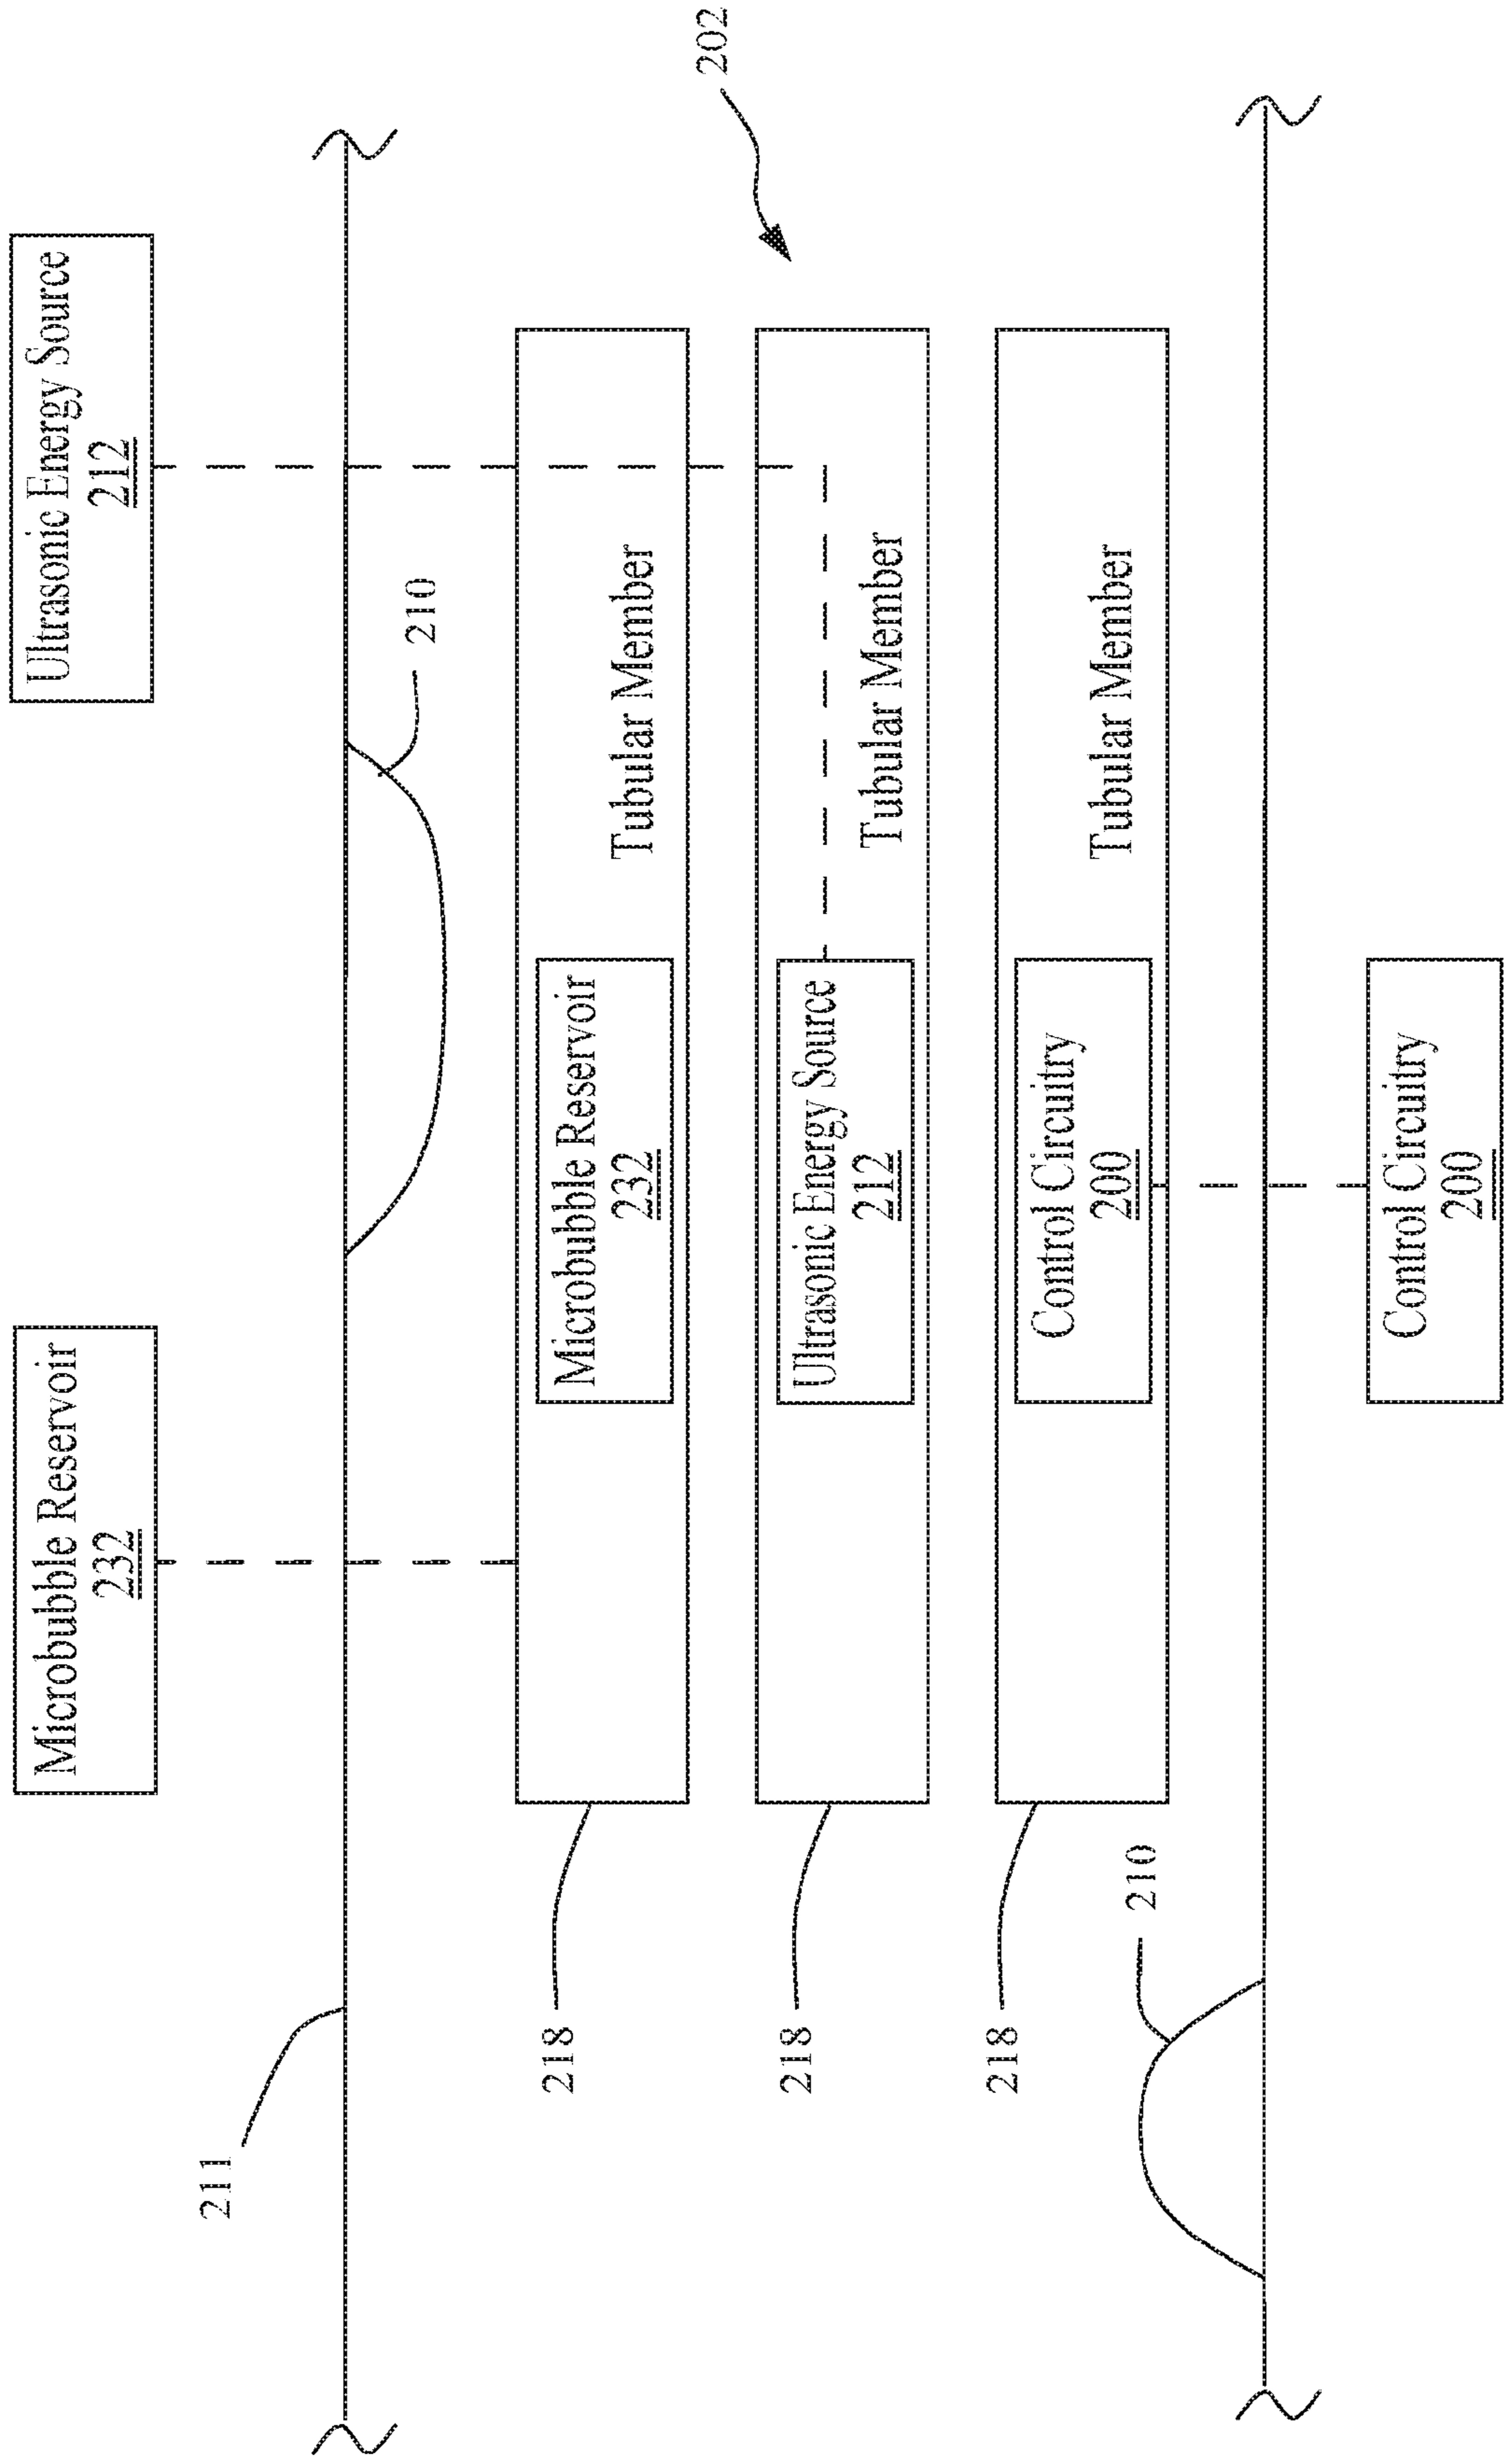 Microbubble Reservoir
232
Ultrasonic Energy Source
212
211
210
218
Microbubble Reservoir
232
Tubular Member
202
218
Ultrasonic Energy Source
212
Tubular Member
218
Control Circuitry
200
Tubular Member
210
Control Circuitry
200